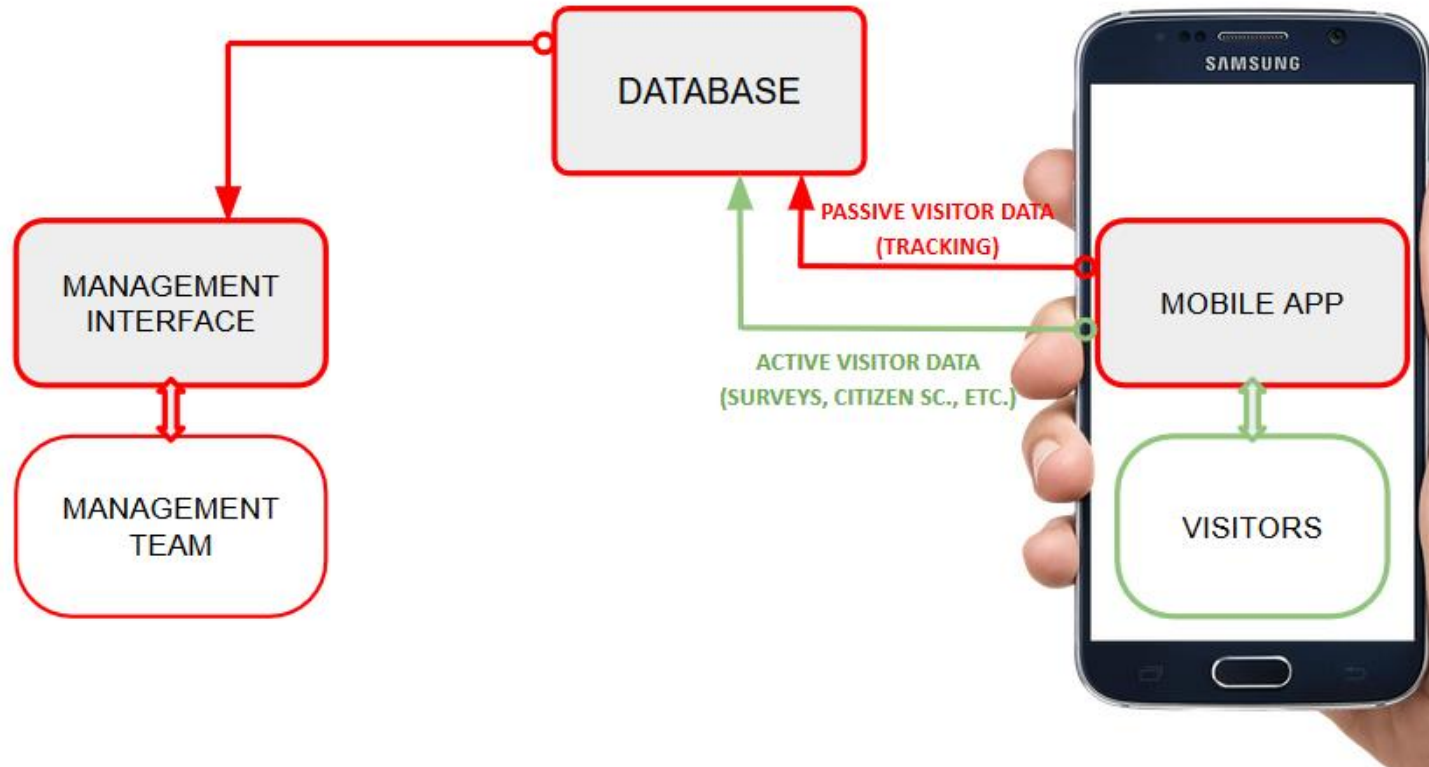 DATABASE
SAMSUNG
PASSIVE VISITOR DATA
(TRACKING)
MANAGEMENT
INTERFACE
MOBILE APP
ACTIVE VISITOR DATA
(SURVEYS, CITIZEN SC., ETC.)
MANAGEMENT
TEAM
VISITORS